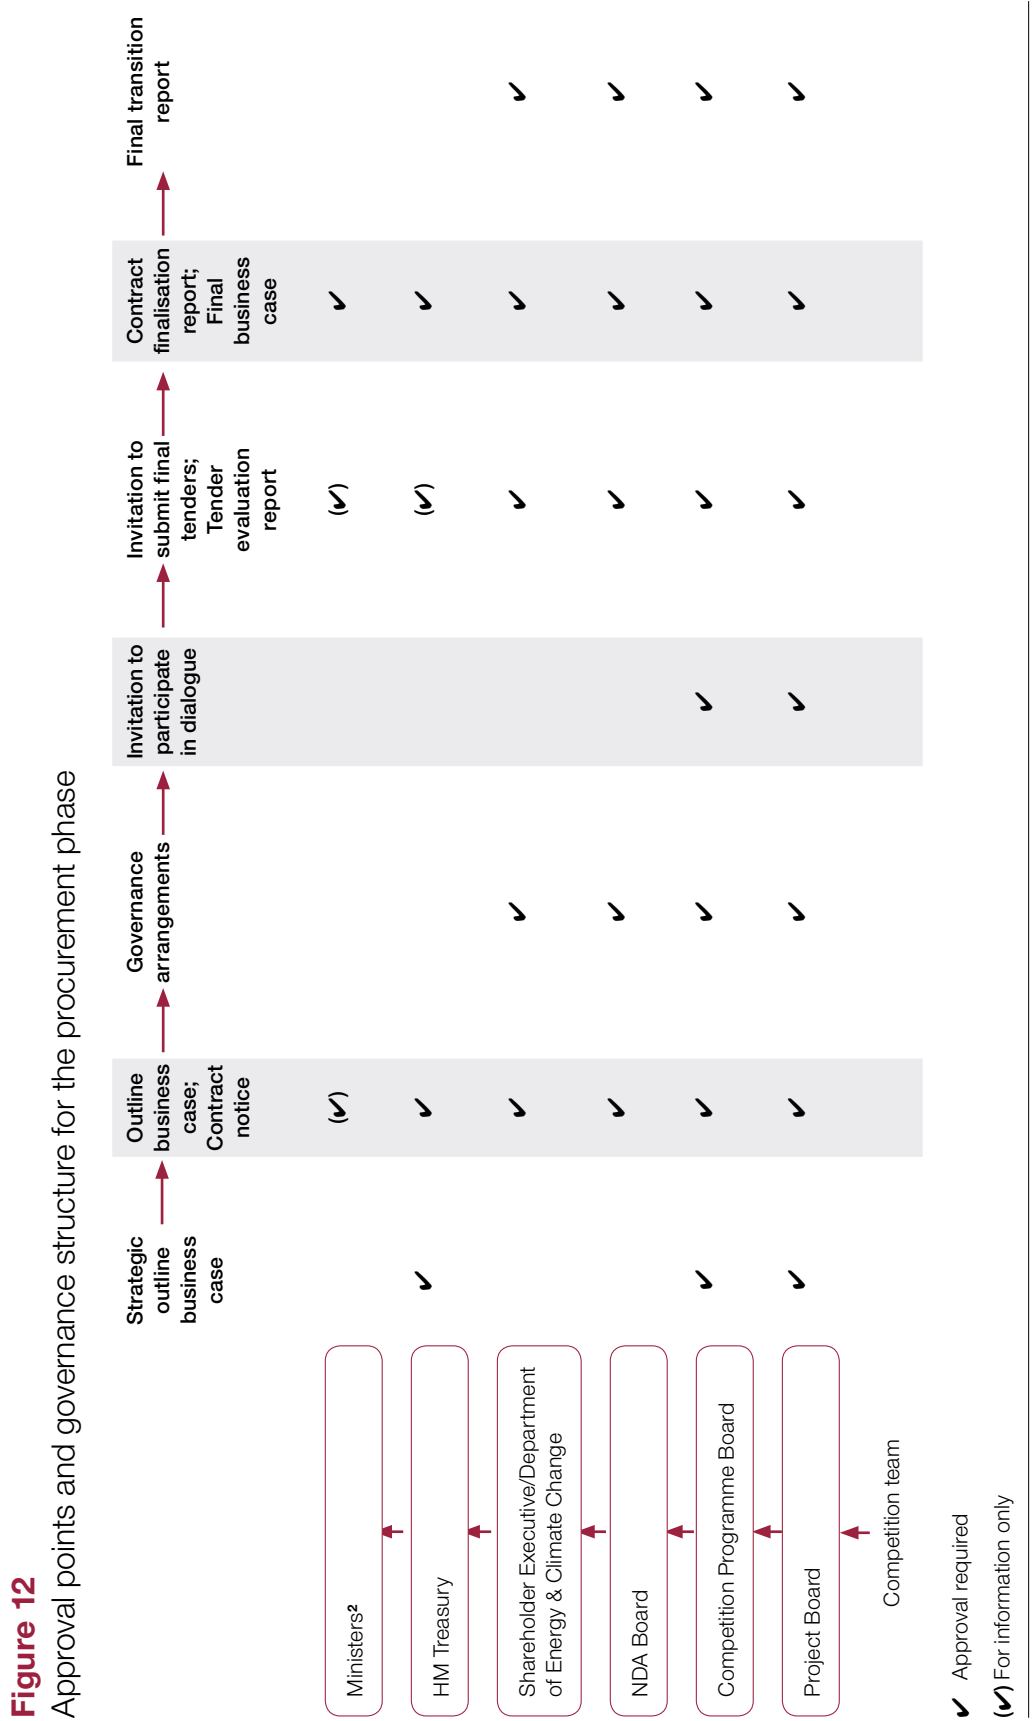 Figure 12
Approval points and governance structure for the procurement phase
Strategic
outline
business
case
Outline
business
case;
Contract
notice
Governance
arrangements
Invitation to
participate
in dialogue
Invitation to
submit final
tenders;
Tender
evaluation
report
Contract
finalisation
report;
Final
business
case
Final transition
report
Ministers²
(✔)
(✔)
✔
HM Treasury
✔
✔
(✔)
✔
Shareholder Executive/Department
of Energy & Climate Change
✔
✔
✔
✔
✔
NDA Board
✔
✔
✔
✔
✔
Competition Programme Board
✔
✔
✔
✔
✔
✔
✔
Project Board
✔
✔
✔
✔
✔
✔
✔
Competition team
✔ Approval required
(✔) For information only